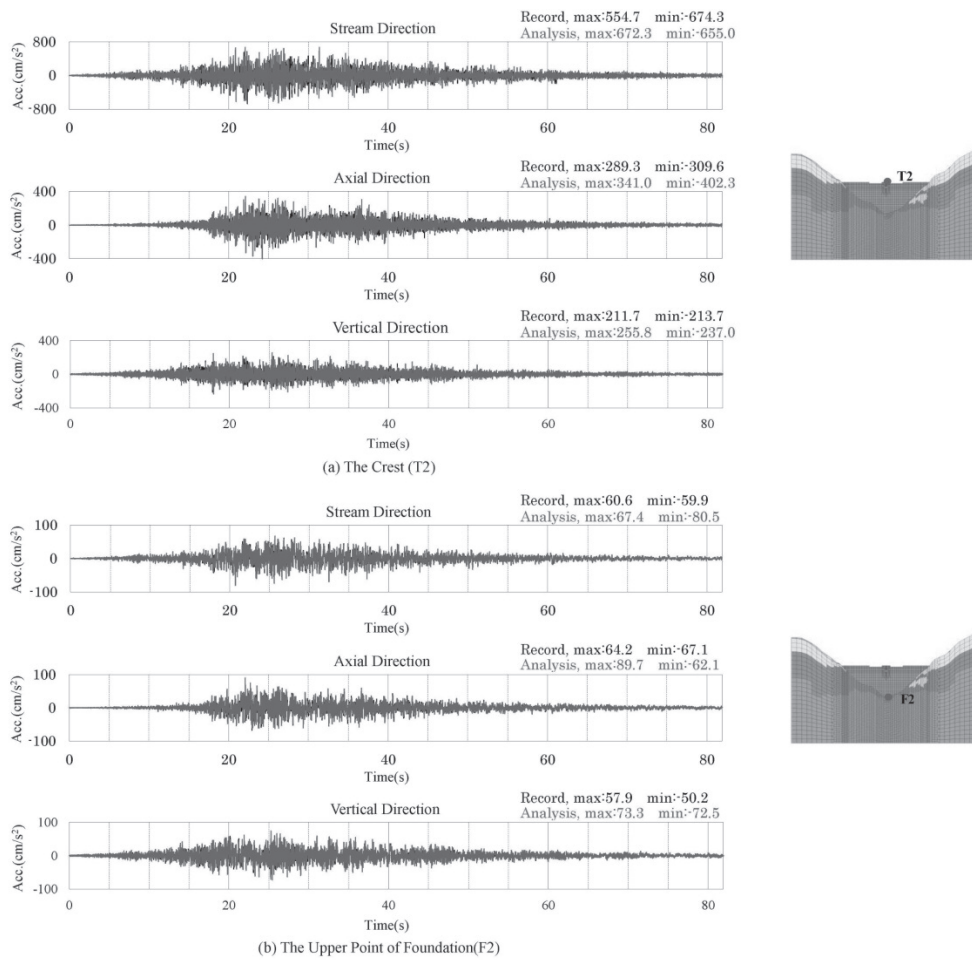 Stream Direction
Record, max:554.7 min:-674.3
Analysis, max:672.3 min:-655.0
Acc.(cm/s²)
800
0
-800
0 20 40 60 80
Time(s)
Axial Direction
Record, max:289.3 min:-309.6
Analysis, max:341.0 min:-402.3
Acc.(cm/s²)
400
0
-400
0 20 40 60 80
Time(s)
T2
Vertical Direction
Record, max:211.7 min:-213.7
Analysis, max:255.8 min:-237.0
Acc.(cm/s²)
400
0
-400
0 20 40 60 80
Time(s)
(a) The Crest (T2)
Stream Direction
Record, max:60.6 min:-59.9
Analysis, max:67.4 min:-80.5
Acc.(cm/s²)
100
0
-100
0 20 40 60 80
Time(s)
Axial Direction
Record, max:64.2 min:-67.1
Analysis, max:89.7 min:-62.1
Acc.(cm/s²)
100
0
-100
0 20 40 60 80
Time(s)
F2
Vertical Direction
Record, max:57.9 min:-50.2
Analysis, max:73.3 min:-72.5
Acc.(cm/s²)
100
0
-100
0 20 40 60 80
Time(s)
(b) The Upper Point of Foundation(F2)